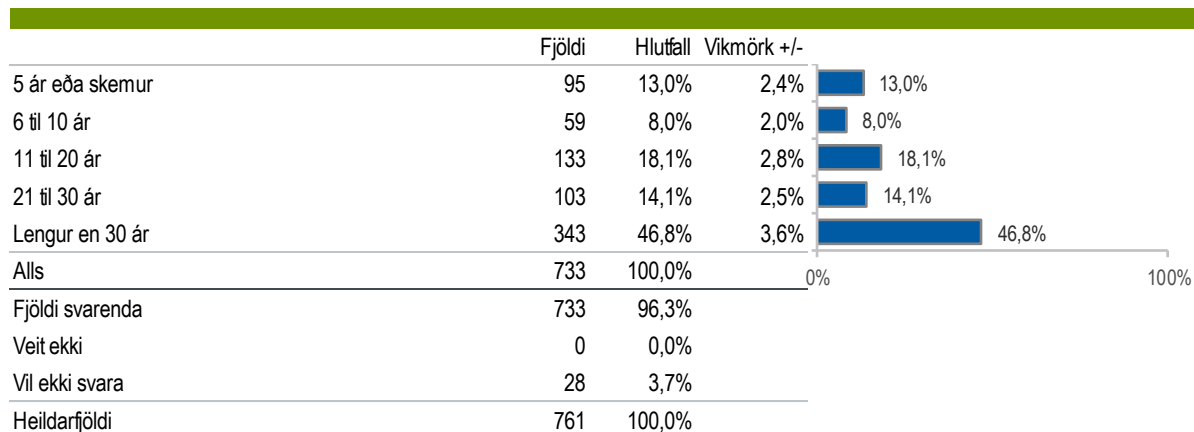 Fjöldi Hlutfall Vikmörk +/-
5 ár eða skemur 95 13,0% 2,4% 13,0%
6 til 10 ár 59 8,0% 2,0% 8,0%
11 til 20 ár 133 18,1% 2,8% 18,1%
21 til 30 ár 103 14,1% 2,5% 14,1%
Lengur en 30 ár 343 46,8% 3,6% 46,8%
Alls 733 100,0% 0% 100%
Fjöldi svarenda 733 96,3%
Veit ekki 0 0,0%
Vil ekki svara 28 3,7%
Heildarfjöldi 761 100,0%